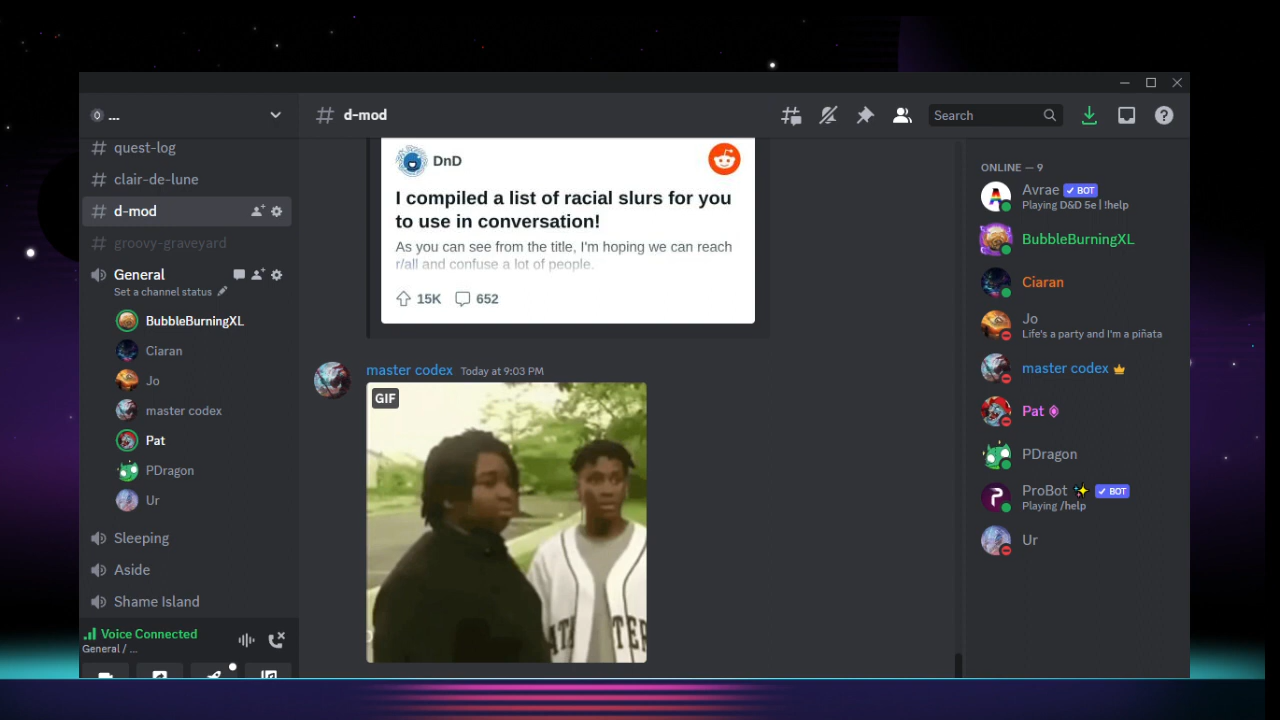 ...
d-mod
Search
quest-log
clair-de-lune
d-mod
groovy-graveyard
General
Set a channel status
BubbleBurningXL
Ciaran
Jo
master codex
Pat
PDragon
Ur
Sleeping
Aside
Shame Island
Voice Connected
General / ...
DnD
I compiled a list of racial slurs for you
to use in conversation!
As you can see from the title, I'm hoping we can reach
r/all and confuse a lot of people.
15K 652
master codex Today at 9:03 PM
GIF
ONLINE — 9
Avrae BOT
Playing D&D 5e | !help
BubbleBurningXL
Ciaran
Jo
Life's a party and I'm a piñata
master codex
Pat
PDragon
ProBot ✨ BOT
Playing /help
Ur